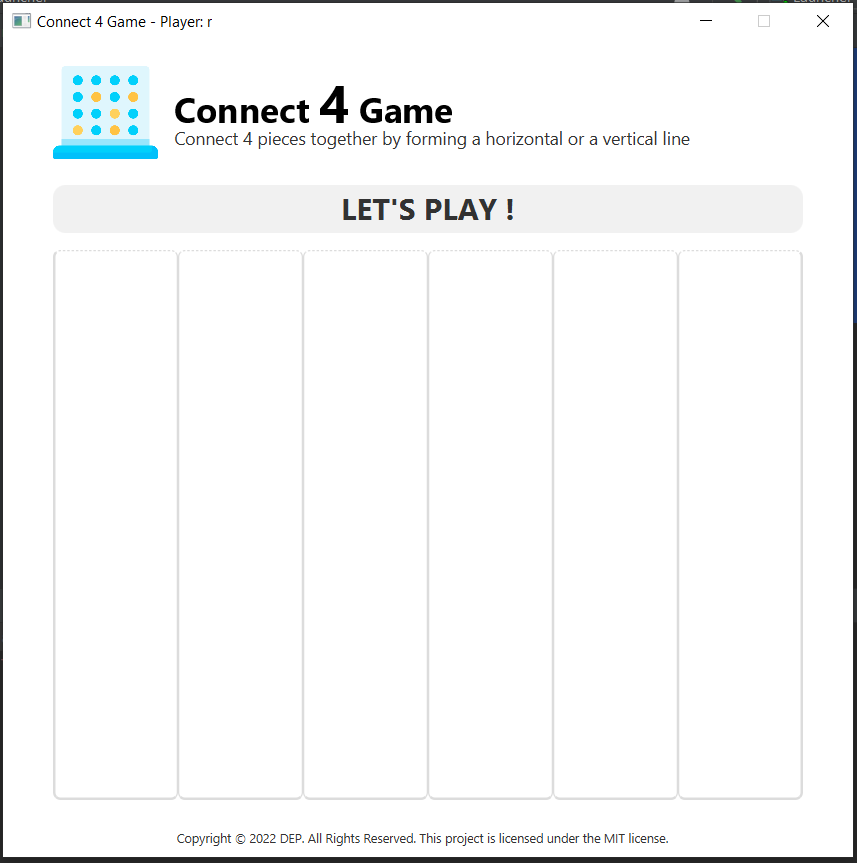 Connect 4 Game - Player: r
Connect 4 Game
Connect 4 pieces together by forming a horizontal or a vertical line
LET'S PLAY !
Copyright © 2022 DEP. All Rights Reserved. This project is licensed under the MIT license.